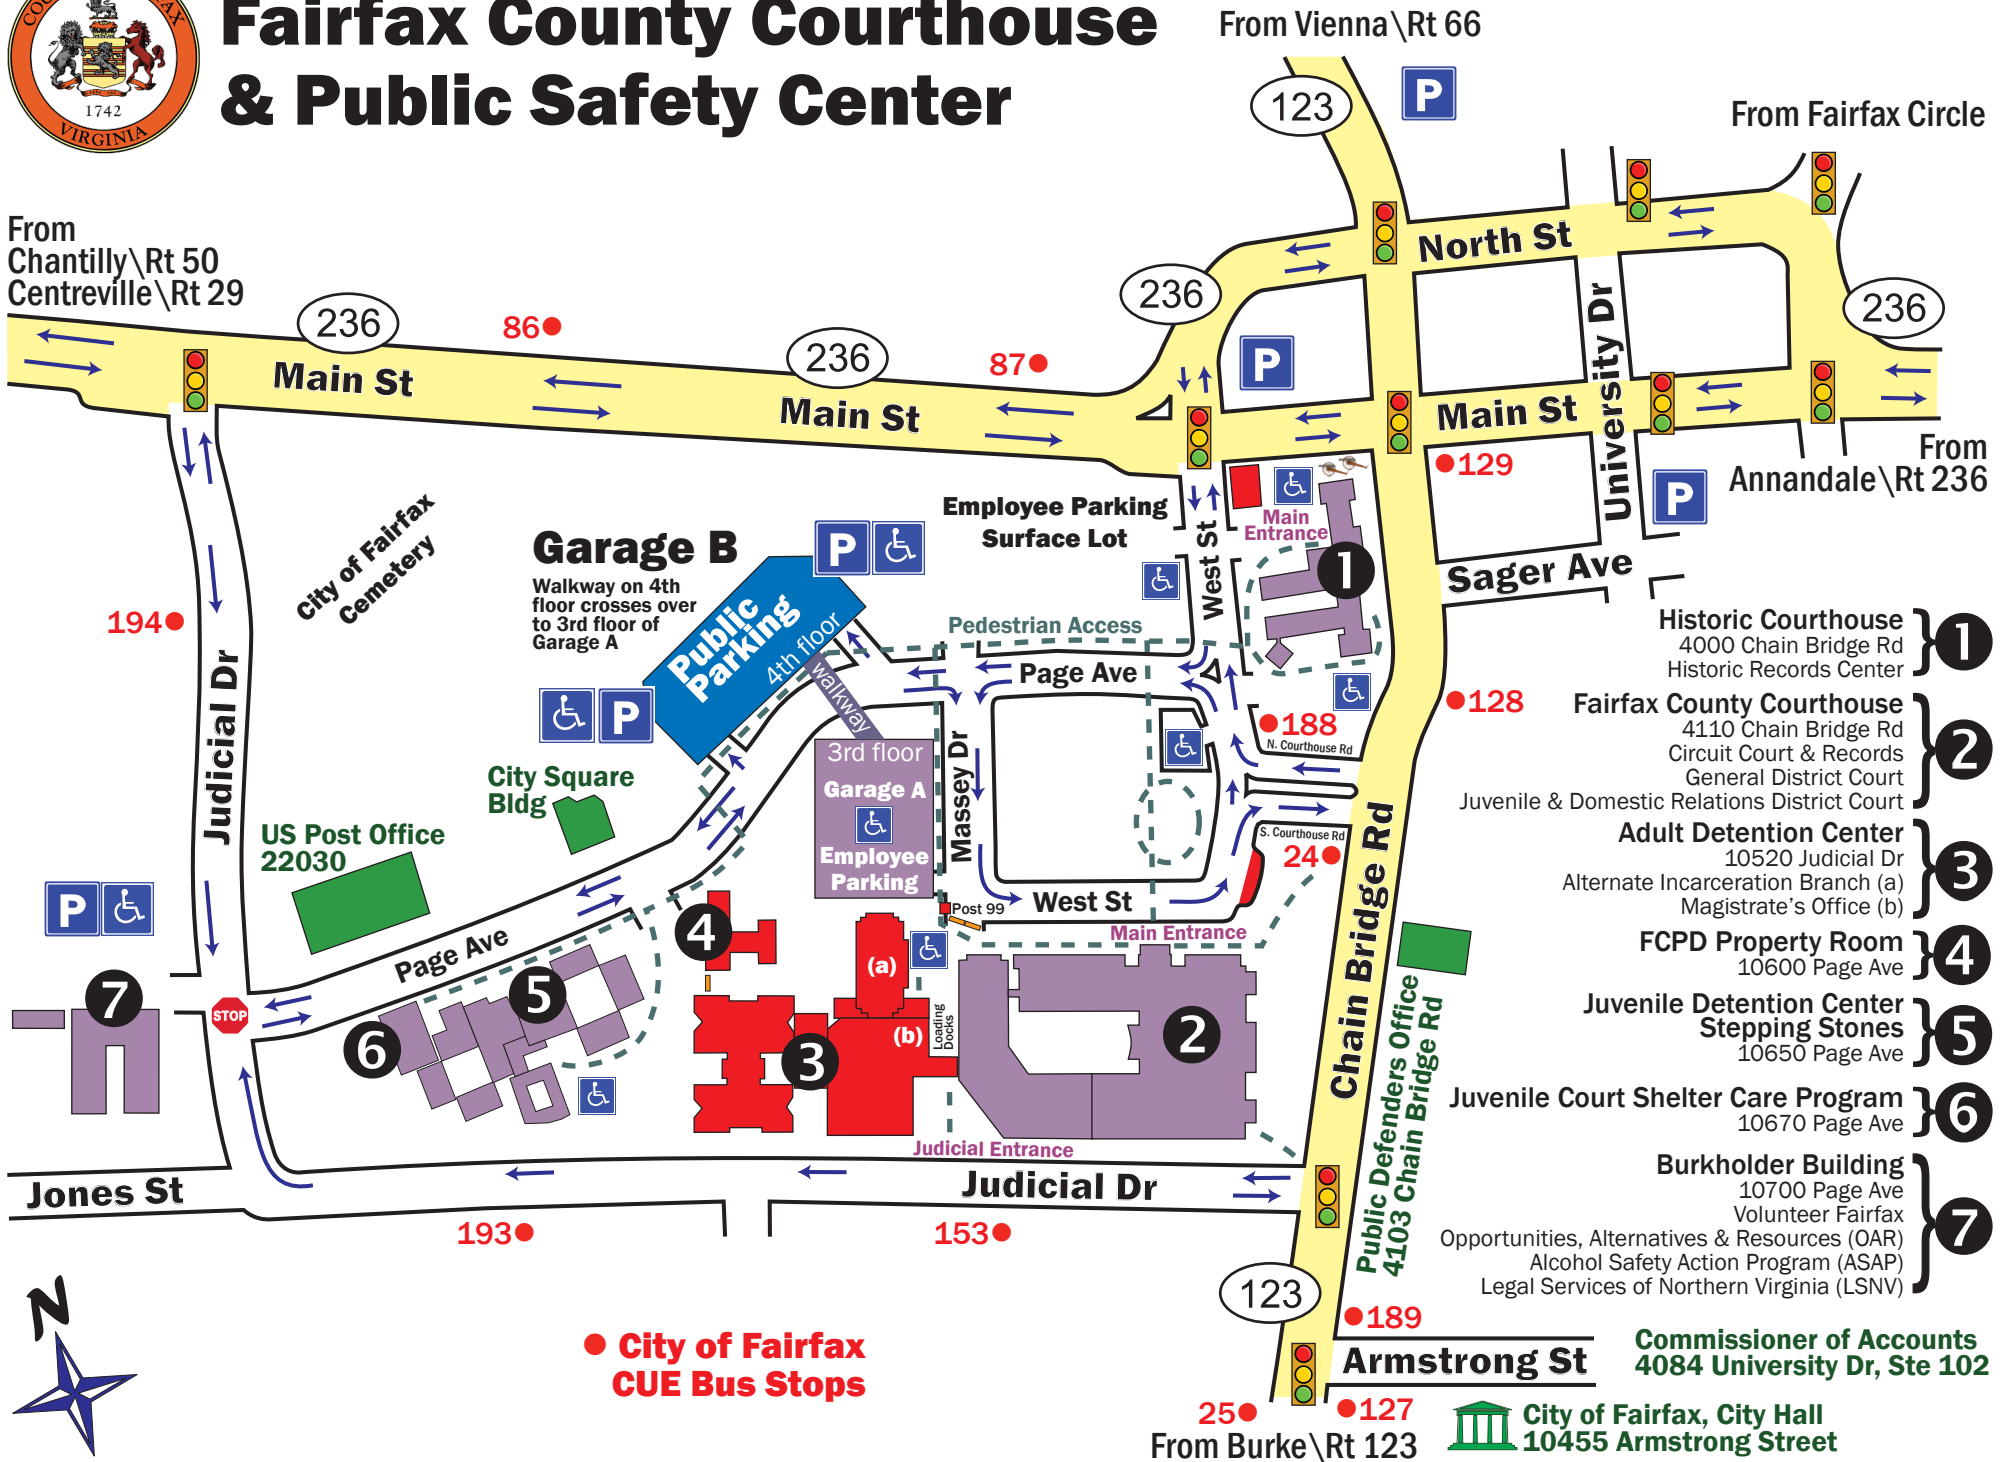 Fairfax County Courthouse
& Public Safety Center
1742
VIRGINIA
From Vienna\Rt 66
123
P
From Fairfax Circle
From
Chantilly\Rt 50
Centreville\Rt 29
236
86
236
87
236
North St
236
P
Main St
Main St
Main St
University Dr
129
From
Annandale\Rt 236
P
City of Fairfax
Cemetery
Garage B
Walkway on 4th
floor crosses over
to 3rd floor of
Garage A
P
Public
Parking
4th floor
walkway
Employee Parking
Surface Lot
West St
Main
Entrance
1
Sager Ave
194
Judicial Dr
Pedestrian Access
Page Ave
P
188
N. Courthouse Rd
128
3rd floor
Garage A
Employee
Parking
Massey Dr
City Square
Bldg
US Post Office
22030
S. Courthouse Rd
24
Chain Bridge Rd
P
Page Ave
4
Post 99
West St
Main Entrance
(a)
(b)
Loading
Docks
7
STOP
5
6
3
2
Judicial Entrance
Public Defenders Office
4103 Chain Bridge Rd
Jones St
Judicial Dr
193
153
123
189
Armstrong St
25
127
From Burke\Rt 123
N
City of Fairfax
CUE Bus Stops
Historic Courthouse
4000 Chain Bridge Rd
Historic Records Center
1
Fairfax County Courthouse
4110 Chain Bridge Rd
Circuit Court & Records
General District Court
Juvenile & Domestic Relations District Court
2
Adult Detention Center
10520 Judicial Dr
Alternate Incarceration Branch (a)
Magistrate's Office (b)
3
FCPD Property Room
10600 Page Ave
4
Juvenile Detention Center
Stepping Stones
10650 Page Ave
5
Juvenile Court Shelter Care Program
10670 Page Ave
6
Burkholder Building
10700 Page Ave
Volunteer Fairfax
Opportunities, Alternatives & Resources (OAR)
Alcohol Safety Action Program (ASAP)
Legal Services of Northern Virginia (LSNV)
7
Commissioner of Accounts
4084 University Dr, Ste 102
City of Fairfax, City Hall
10455 Armstrong Street